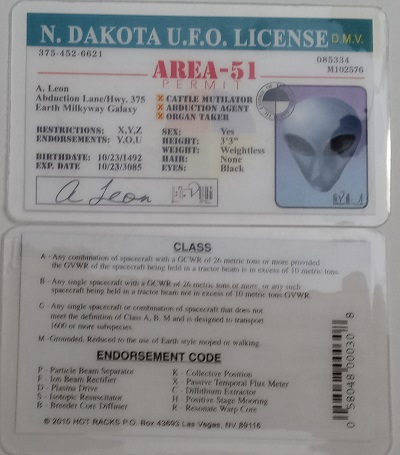 N. DAKOTA U.F.O. LICENSE D.M.V.
375-452-6621
085334
M102576
AREA-51
PERMIT
A. Leon
Abduction Lane/Hwy. 375
Earth Milkyway Galaxy
X CATTLE MUTILATOR
X ABDUCTION AGENT
X ORGAN TAKER
RESTRICTIONS: X,Y,Z
ENDORSEMENTS: Y,O,U
BIRTHDATE: 10/23/1492
EXP. DATE: 10/23/3085
SEX: Yes
HEIGHT: 3'3"
WEIGHT: Weightless
HAIR: None
EYES: Black
A Leon
CLASS
A - Any combination of spacecraft with a GCWR of 26 metric tons or more provided
the GVWR of the spacecraft being held in a tractor beam is in excess of 10 metric tons.
B - Any single spacecraft with a GCWR of 26 metric tons or more, or any such
spacecraft being held in a tractor beam not in excess of 10 metric tons GVWR.
C - Any single spacecraft or combination of spacecraft that does not
meet the definition of Class A, B, M and is designed to transport
1600 or more subspecies.
M - Grounded. Reduced to the use of Earth style moped or walking.
ENDORSEMENT CODE
P - Particle Beam Separator
F - Ion Beam Rectifier
D - Plasma Drive
S - Isotopic Resuscitator
B - Breeder Core Diffuser
K - Collective Position
X - Passive Temporal Flux Meter
C - Dillithium Extractor
H - Positive Stage Mooring
R - Resonate Warp Core
© 2010 HOT RACKS P.O. Box 43693 Las Vegas, NV 89116
0 58048 00030 8